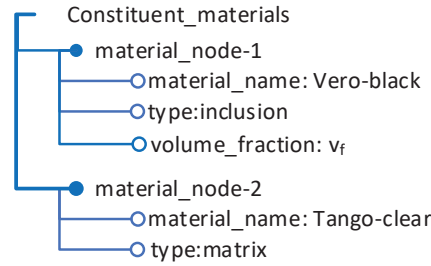 Constituent_materials
material_node-1
material_name: Vero-black
type:inclusion
volume_fraction: vf
material_node-2
material_name: Tango-clear
type:matrix